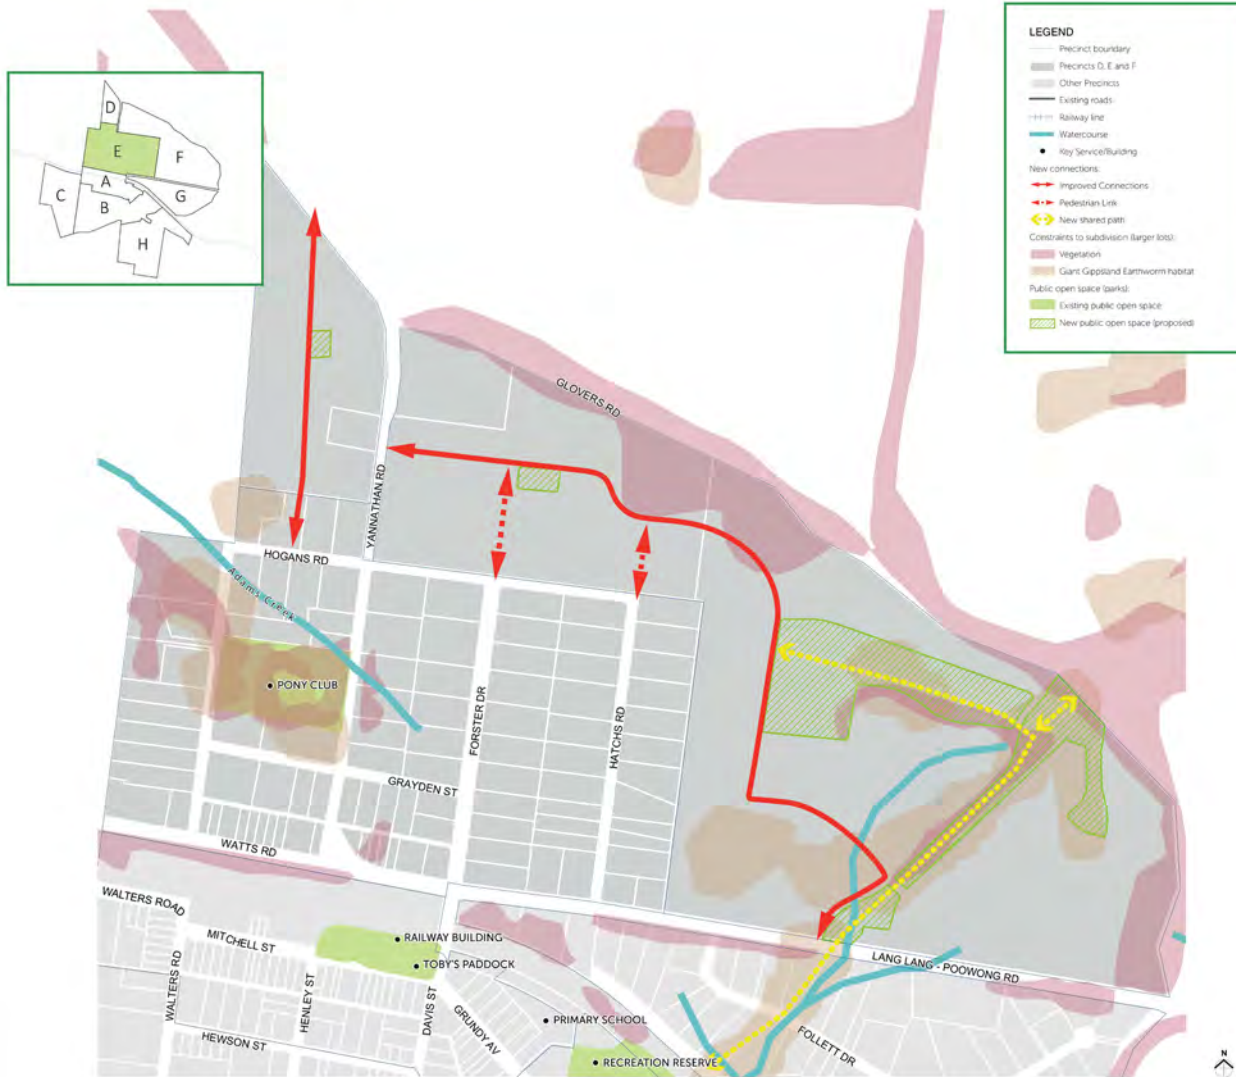 LEGEND
Precinct boundary
Precincts D, E and F
Other Precincts
Existing roads
Railway line
Watercourse
Key Service/Building
New connections:
Improved Connections
Pedestrian Link
New shared path
Constraints to subdivision (larger lots):
Vegetation
Giant Gippsland Earthworm habitat
Public open space (parks):
Existing public open space
New public open space (proposed)
D
E
F
A
C
G
B
H
GLOVERS RD
YANNATHAN RD
HOGANS RD
Adams Creek
PONY CLUB
FORSTER DR
HATCHS RD
GRAYDEN ST
WATTS RD
WALTERS ROAD
MITCHELL ST
RAILWAY BUILDING
TOBY'S PADDOCK
LANG LANG - POOWONG RD
WALTERS RD
HENLEY ST
DAVIS ST
GRUNDY AV
PRIMARY SCHOOL
FOLLETT DR
HEWSON ST
RECREATION RESERVE
N